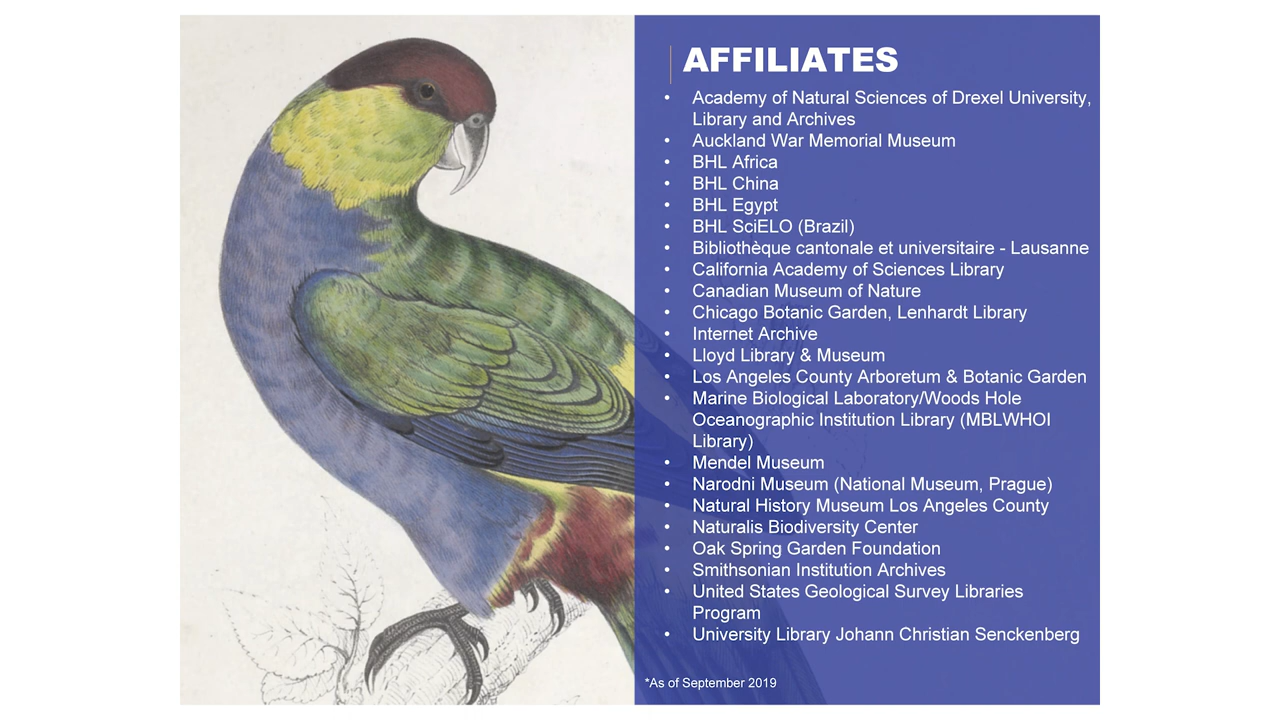 AFFILIATES
• Academy of Natural Sciences of Drexel University,
Library and Archives
• Auckland War Memorial Museum
• BHL Africa
• BHL China
• BHL Egypt
• BHL SciELO (Brazil)
• Bibliothèque cantonale et universitaire - Lausanne
• California Academy of Sciences Library
• Canadian Museum of Nature
• Chicago Botanic Garden, Lenhardt Library
• Internet Archive
• Lloyd Library & Museum
• Los Angeles County Arboretum & Botanic Garden
• Marine Biological Laboratory/Woods Hole
Oceanographic Institution Library (MBLWHOI
Library)
• Mendel Museum
• Narodni Museum (National Museum, Prague)
• Natural History Museum Los Angeles County
• Naturalis Biodiversity Center
• Oak Spring Garden Foundation
• Smithsonian Institution Archives
• United States Geological Survey Libraries
Program
• University Library Johann Christian Senckenberg
*As of September 2019